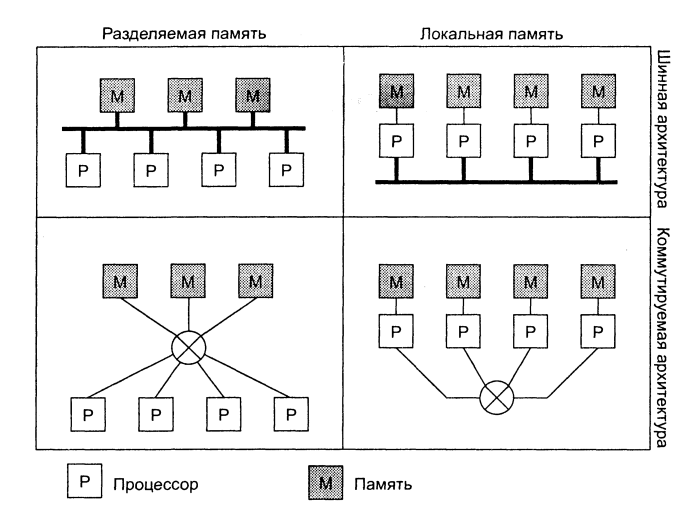 Разделяемая память
Локальная память
М М М
Р Р Р Р
М М М М
Р Р Р Р
Шинная архитектура
М М М
Р Р Р Р
М М М М
Р Р Р Р
Коммутируемая архитектура
Р Процессор
М Память